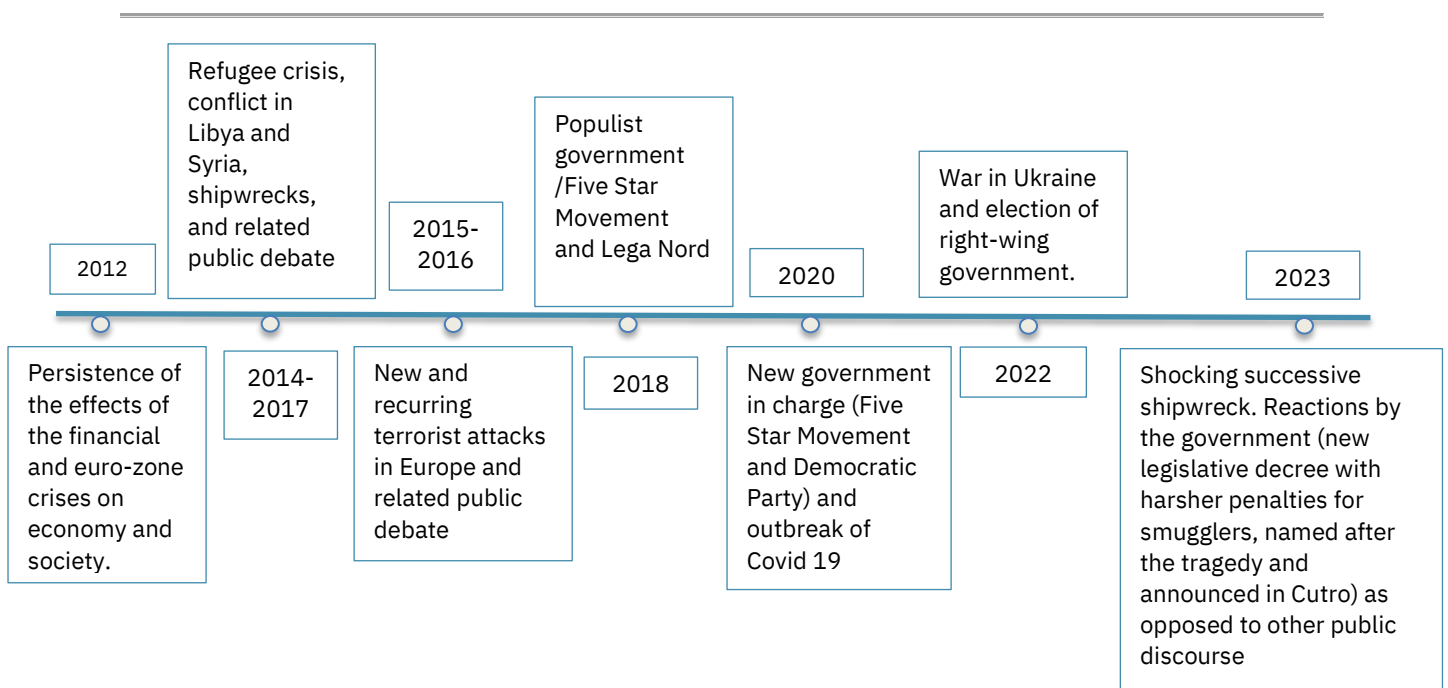 2012
Persistence of
the effects of
the financial
and euro-zone
crises on
economy and
society.
Refugee crisis,
conflict in
Libya and
Syria,
shipwrecks,
and related
public debate
2014-
2017
2015-
2016
New and
recurring
terrorist attacks
in Europe and
related public
debate
Populist
government
/Five Star
Movement
and Lega Nord
2018
2020
New government
in charge (Five
Star Movement
and Democratic
Party) and
outbreak of
Covid 19
War in Ukraine
and election of
right-wing
government.
2022
2023
Shocking successive
shipwreck. Reactions by
the government (new
legislative decree with
harsher penalties for
smugglers, named after
the tragedy and
announced in Cutro) as
opposed to other public
discourse